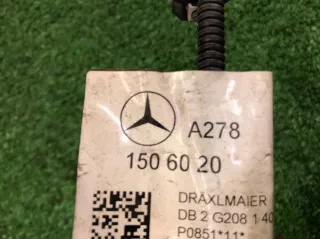 A278
150 60 20
DRAXLMAIER
DB 2 G208 1 40
P0851*11*